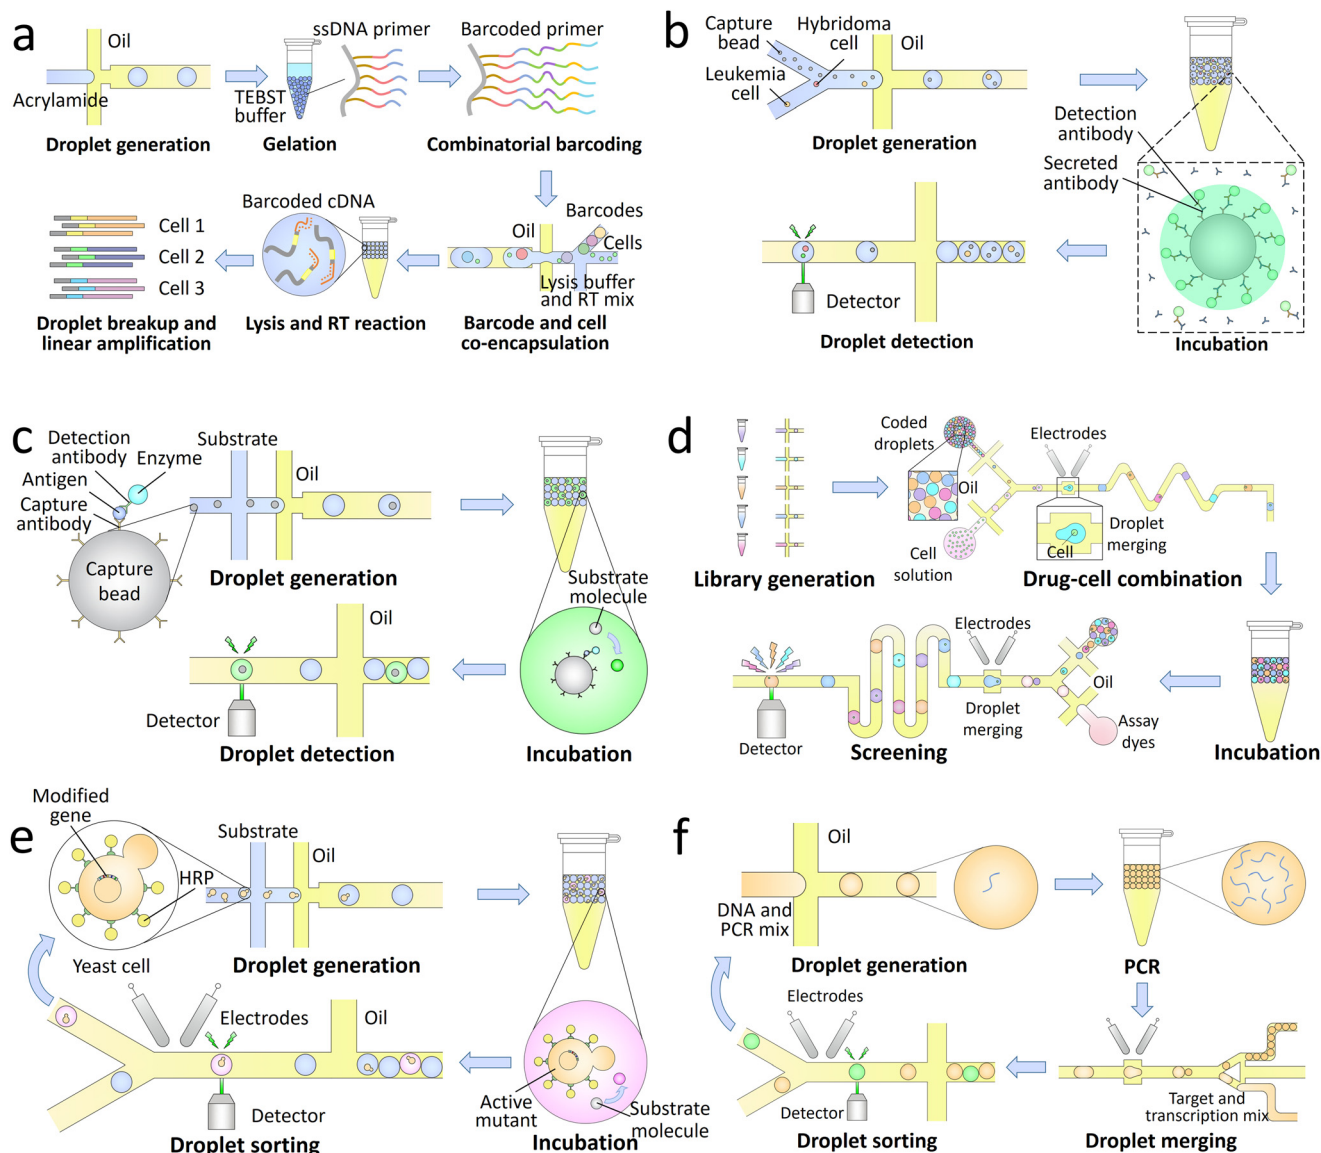 a
Oil
Acrylamide
Droplet generation
TEBST
buffer
ssDNA primer
Gelation
Barcoded primer
Combinatorial barcoding
Barcodes
Oil
Cells
Lysis buffer
and RT mix
Barcode and cell
co-encapsulation
Barcoded cDNA
Lysis and RT reaction
Cell 1
Cell 2
Cell 3
Droplet breakup and
linear amplification
b
Capture
bead
Hybridoma
cell
Oil
Leukemia
cell
Droplet generation
Detection
antibody
Secreted
antibody
Incubation
Detector
Droplet detection
c
Detection
antibody
Enzyme
Antigen
Capture
antibody
Capture
bead
Substrate
Oil
Droplet generation
Substrate
molecule
Incubation
Oil
Detector
Droplet detection
d
Library generation
Coded
droplets
Oil
Cell
solution
Electrodes
Droplet
merging
Cell
Drug-cell combination
Incubation
Electrodes
Oil
Droplet
merging
Assay
dyes
Screening
Detector
e
Modified
gene
HRP
Yeast cell
Substrate
Oil
Droplet generation
Active
mutant
Substrate
molecule
Incubation
Oil
Electrodes
Detector
Droplet sorting
f
Oil
DNA and
PCR mix
Droplet generation
PCR
Target and
transcription mix
Droplet merging
Electrodes
Detector
Droplet sorting